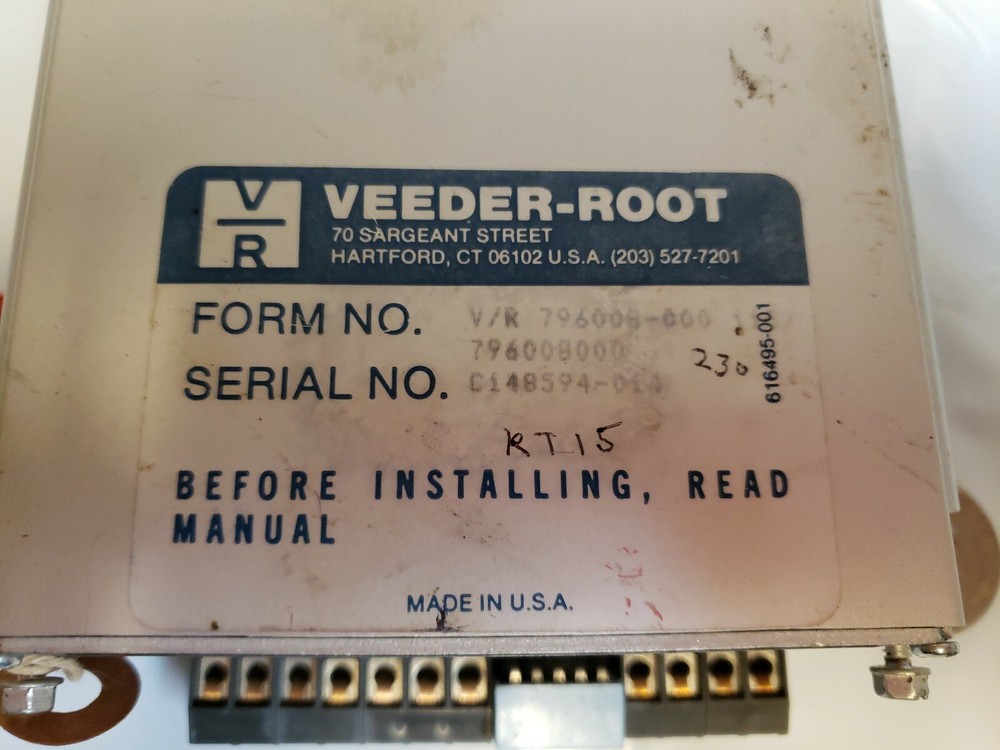 V
R
VEEDER-ROOT
70 SARGEANT STREET
HARTFORD, CT 06102 U.S.A. (203) 527-7201
FORM NO. V/R 796008-000
796008000
230
616495-001
SERIAL NO. C148594-010
RT15
BEFORE INSTALLING, READ
MANUAL
MADE IN U.S.A.